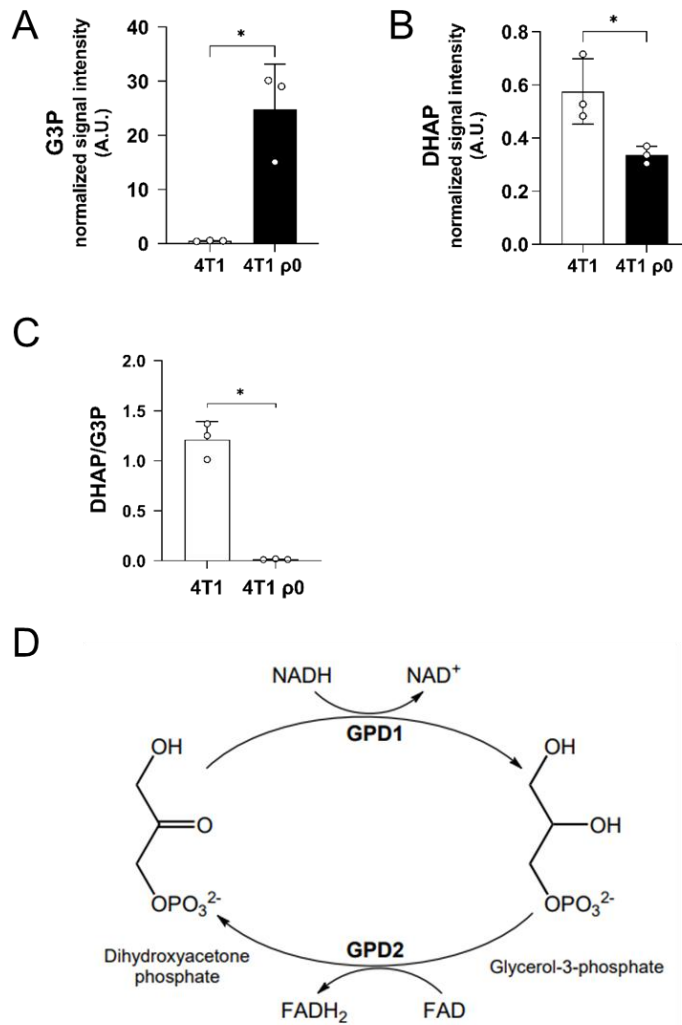 A
G3P
normalized signal intensity
(A.U.)
40
30
20
10
0
*
4T1
4T1 ρ0
B
DHAP
normalized signal intensity
(A.U.)
0.8
0.6
0.4
0.2
0.0
*
4T1
4T1 ρ0
C
DHAP/G3P
2.0
1.5
1.0
0.5
0.0
*
4T1
4T1 ρ0
D
NADH
NAD⁺
GPD1
OH
O
OPO₃²⁻
Dihydroxyacetone
phosphate
OH
OH
OPO₃²⁻
Glycerol-3-phosphate
GPD2
FADH₂
FAD